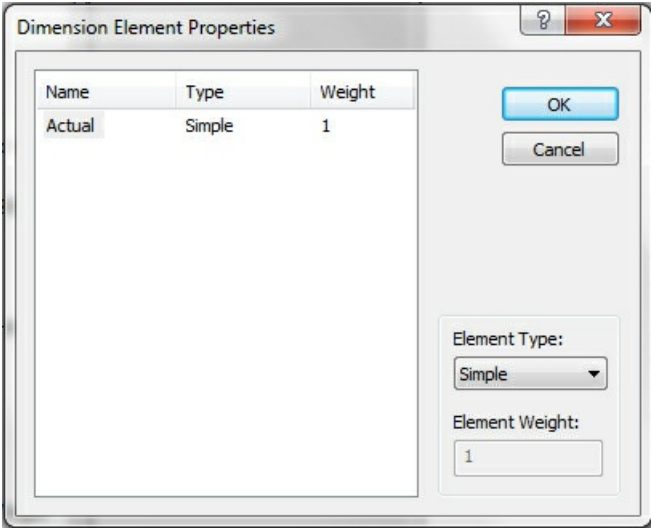 Dimension Element Properties
Name Type Weight
Actual Simple 1
OK
Cancel
Element Type:
Simple
Element Weight:
1